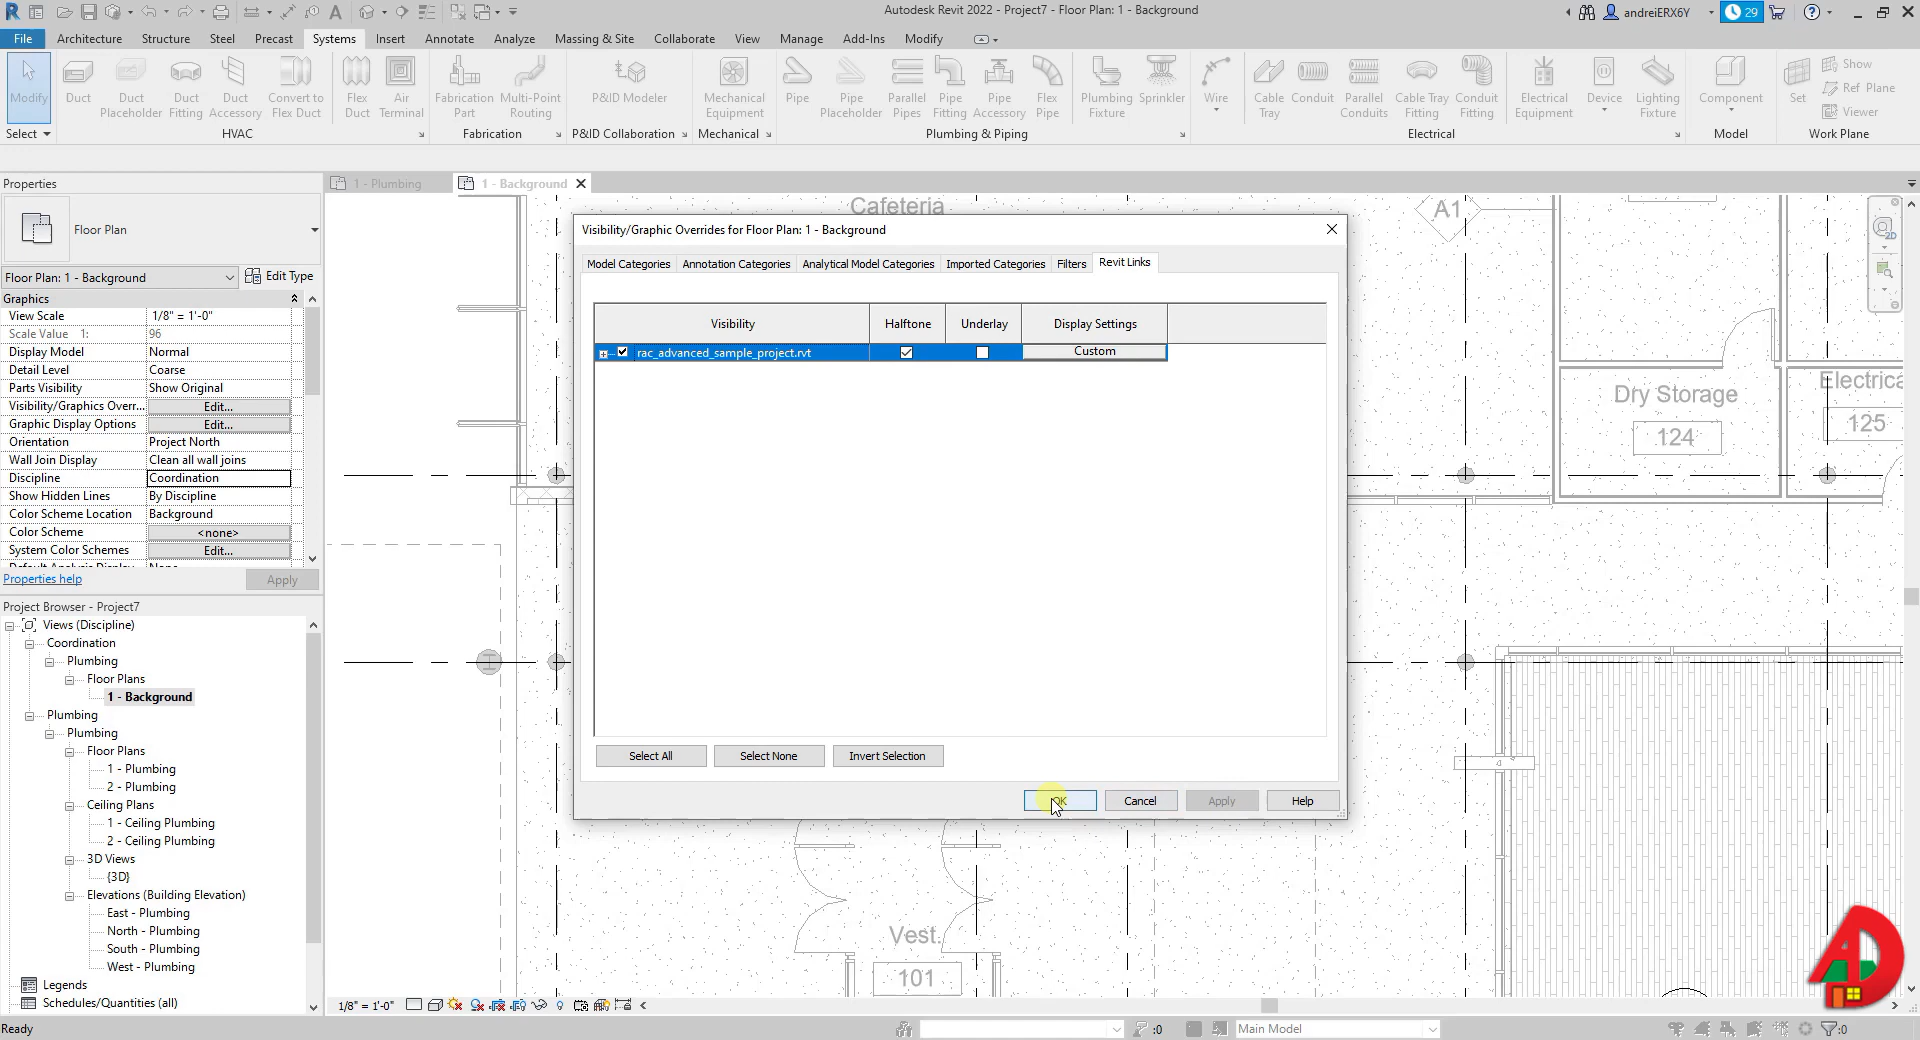 Autodesk Revit 2022 - Project7 - Floor Plan: 1 - Background
andreiERX6Y
29
File Architecture Structure Steel Precast Systems Insert Annotate Analyze Massing & Site Collaborate View Manage Add-Ins Modify
Modify
Duct
Duct Placeholder
Duct Fitting
Duct Accessory
Convert to Flex Duct
Flex Duct
Air Terminal
Fabrication Part
Multi-Point Routing
P&ID Modeler
Mechanical Equipment
Pipe
Pipe Placeholder
Parallel Pipes
Pipe Fitting
Pipe Accessory
Flex Pipe
Plumbing Fixture
Sprinkler
Wire
Cable Tray
Conduit
Parallel Conduits
Cable Tray Fitting
Conduit Fitting
Electrical Equipment
Device
Lighting Fixture
Component
Set
Show
Ref Plane
Viewer
Select HVAC Fabrication P&ID Collaboration Mechanical Plumbing & Piping Electrical Model Work Plane
Properties
1 - Plumbing 1 - Background
Floor Plan
Floor Plan: 1 - Background Edit Type
Graphics
View Scale 1/8" = 1'-0"
Scale Value 1: 96
Display Model Normal
Detail Level Coarse
Parts Visibility Show Original
Visibility/Graphics Overr... Edit...
Graphic Display Options Edit...
Orientation Project North
Wall Join Display Clean all wall joins
Discipline Coordination
Show Hidden Lines By Discipline
Color Scheme Location Background
Color Scheme <none>
System Color Schemes Edit...
Properties help Apply
Project Browser - Project7
Views (Discipline)
Coordination
Plumbing
Floor Plans
1 - Background
Plumbing
Plumbing
Floor Plans
1 - Plumbing
2 - Plumbing
Ceiling Plans
1 - Ceiling Plumbing
2 - Ceiling Plumbing
3D Views
{3D}
Elevations (Building Elevation)
East - Plumbing
North - Plumbing
South - Plumbing
West - Plumbing
Legends
Schedules/Quantities (all)
Cafeteria
Visibility/Graphic Overrides for Floor Plan: 1 - Background
Model Categories Annotation Categories Analytical Model Categories Imported Categories Filters Revit Links
Visibility Halftone Underlay Display Settings
rac_advanced_sample_project.rvt Custom
Select All Select None Invert Selection
OK Cancel Apply Help
A1
2D
Dry Storage
124
Electrica
125
Vest.
101
1/8" = 1'-0"
Ready
:0
Main Model
:0
AD